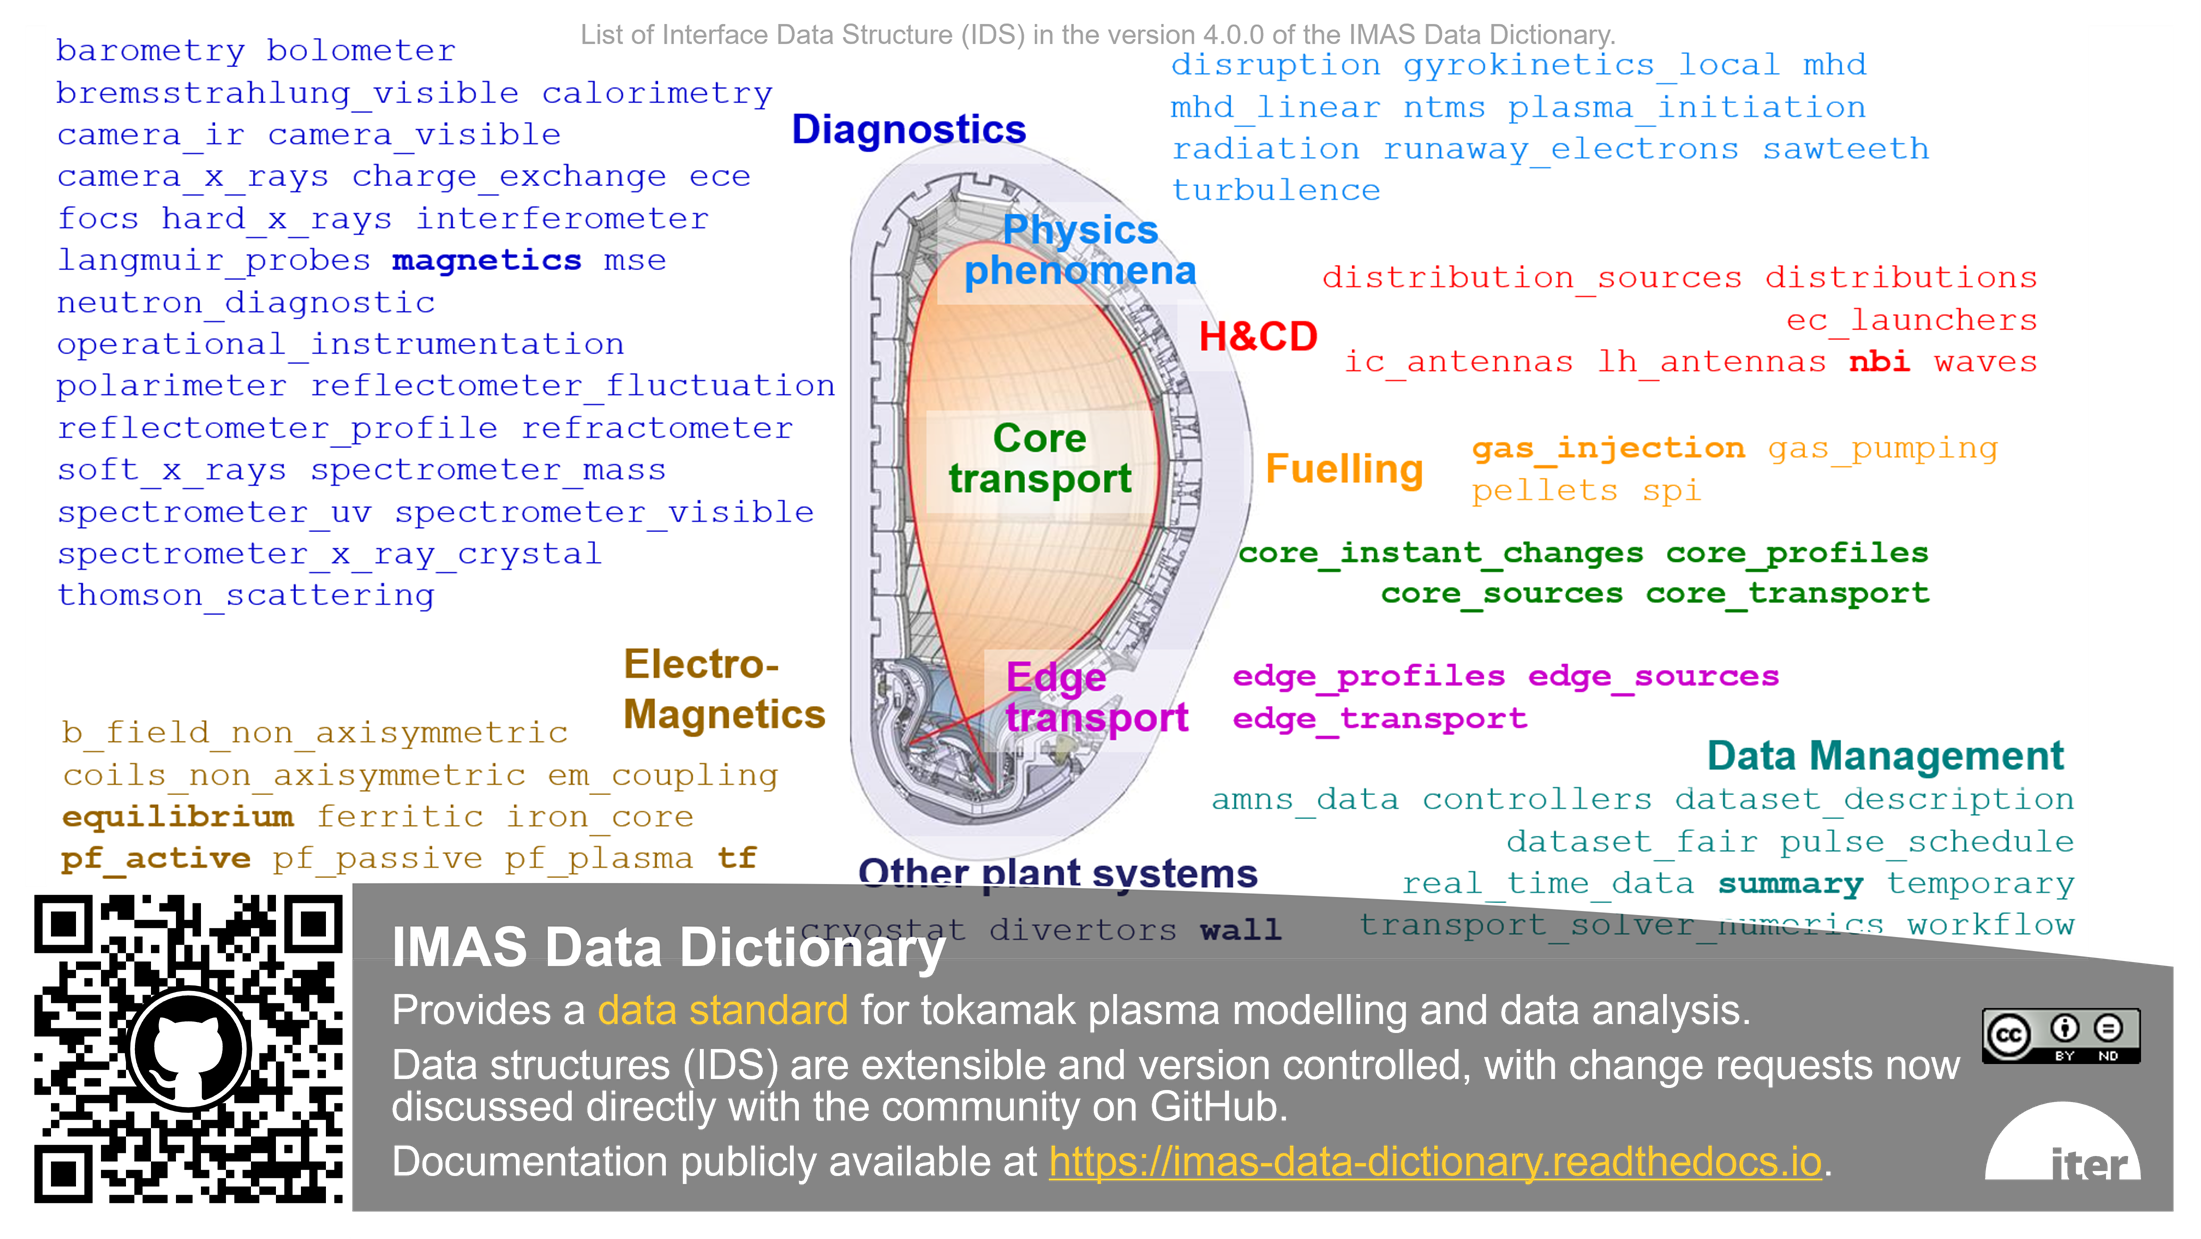 List of Interface Data Structure (IDS) in the version 4.0.0 of the IMAS Data Dictionary.
barometry bolometer
bremsstrahlung_visible calorimetry
camera_ir camera_visible
camera_x_rays charge_exchange ece
focs hard_x_rays interferometer
langmuir_probes magnetics mse
neutron_diagnostic
operational_instrumentation
polarimeter reflectometer_fluctuation
reflectometer_profile refractometer
soft_x_rays spectrometer_mass
spectrometer_uv spectrometer_visible
spectrometer_x_ray_crystal
thomson_scattering
Diagnostics
disruption gyrokinetics_local mhd
mhd_linear ntms plasma_initiation
radiation runaway_electrons sawteeth
turbulence
Physics
phenomena
distribution_sources distributions
ec_launchers
ic_antennas lh_antennas nbi waves
H&CD
Core
transport
Fuelling
gas_injection gas_pumping
pellets spi
core_instant_changes core_profiles
core_sources core_transport
Edge
transport
edge_profiles edge_sources
edge_transport
Electro-
Magnetics
b_field_non_axisymmetric
coils_non_axisymmetric em_coupling
equilibrium ferritic iron_core
pf_active pf_passive pf_plasma tf
Data Management
amns_data controllers dataset_description
dataset_fair pulse_schedule
real_time_data summary temporary
transport_solver_numerics workflow
Other plant systems
cryostat divertors wall
IMAS Data Dictionary
Provides a data standard for tokamak plasma modelling and data analysis.
Data structures (IDS) are extensible and version controlled, with change requests now
discussed directly with the community on GitHub.
Documentation publicly available at https://imas-data-dictionary.readthedocs.io.
cc
BY ND
iter